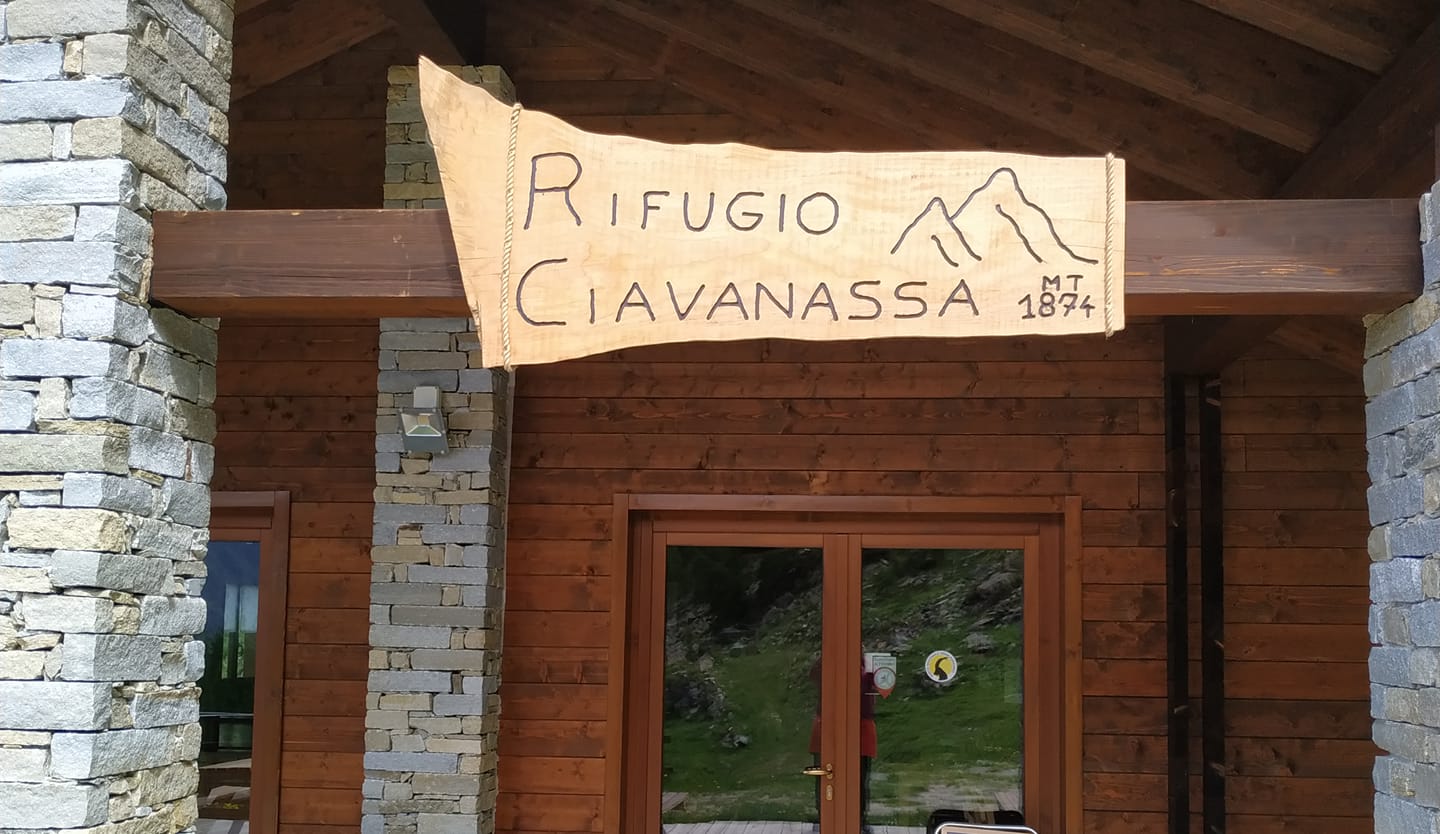 RIFUGIO
CIAVANASSA
MT
1874